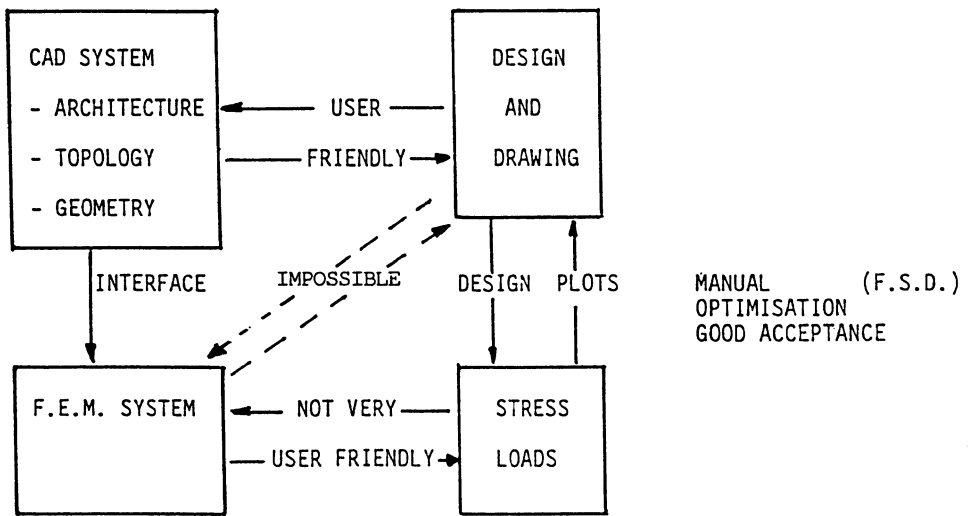 CAD SYSTEM
- ARCHITECTURE
- TOPOLOGY
- GEOMETRY
USER
FRIENDLY
DESIGN
AND
DRAWING
INTERFACE
IMPOSSIBLE
DESIGN
PLOTS
MANUAL (F.S.D.)
OPTIMISATION
GOOD ACCEPTANCE
F.E.M. SYSTEM
NOT VERY
USER FRIENDLY
STRESS
LOADS